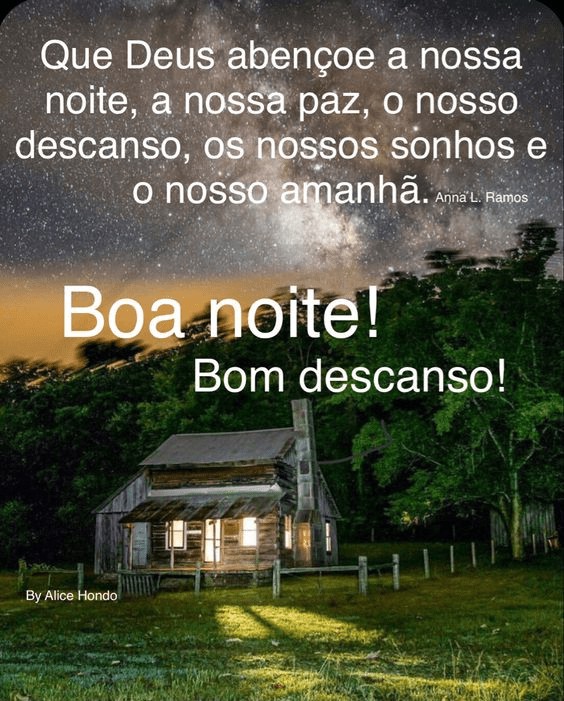 Que Deus abençoe a nossa
noite, a nossa paz, o nosso
descanso, os nossos sonhos e
o nosso amanhã. Anna L. Ramos
Boa noite!
Bom descanso!
By Alice Hondo